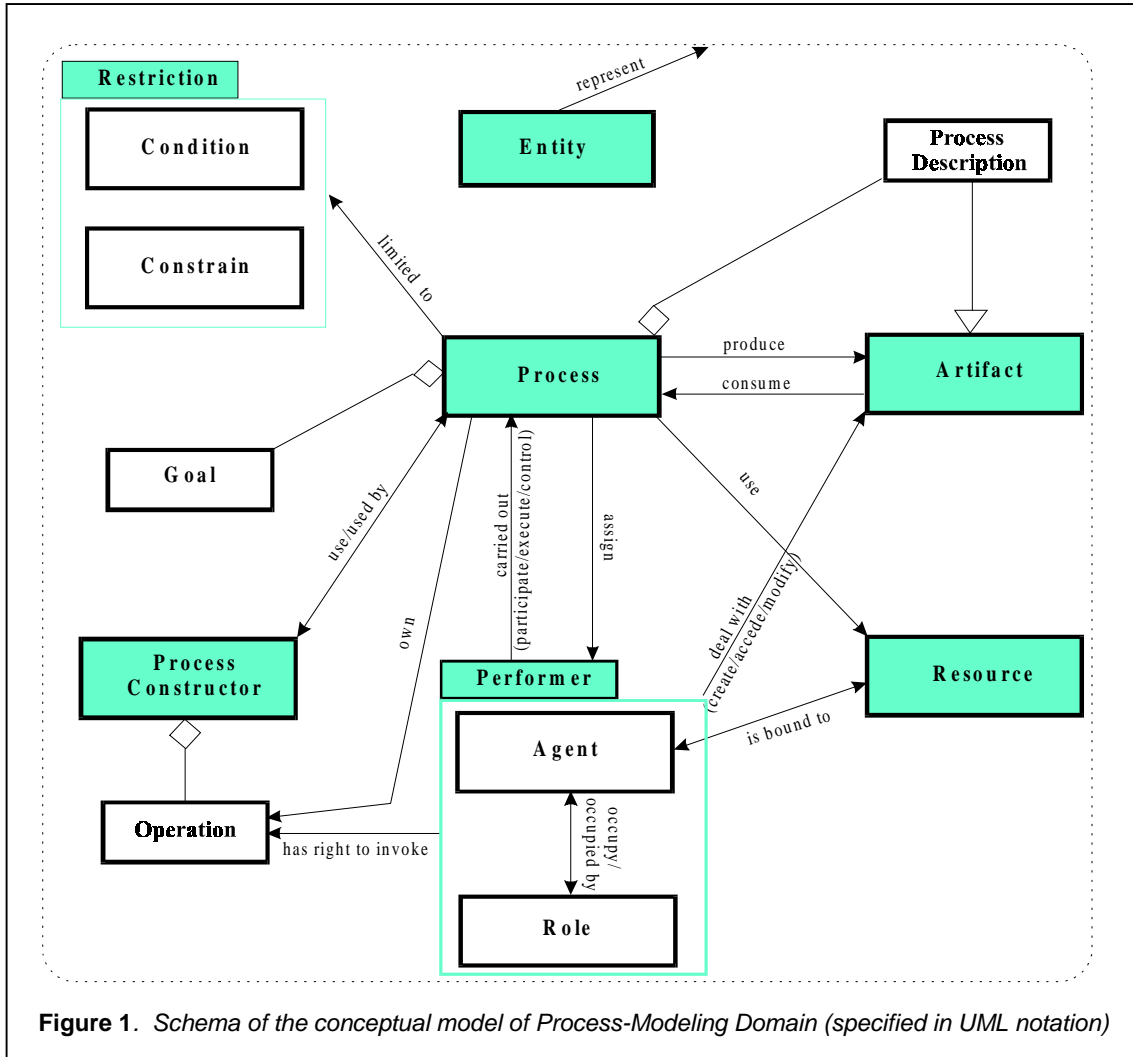 represent
Restriction
Condition
Constrain
Entity
Process
Description
limited to
Process
produce
consume
Artifact
Goal
use/used by
own
carried out
(participate/execute/control)
assign
use
deal with
(create/accede/modify)
Process
Constructor
Performer
Resource
Agent
is bound to
Operation
has right to invoke
occupy/
occupied by
Role
Figure 1. Schema of the conceptual model of Process-Modeling Domain (specified in UML notation)